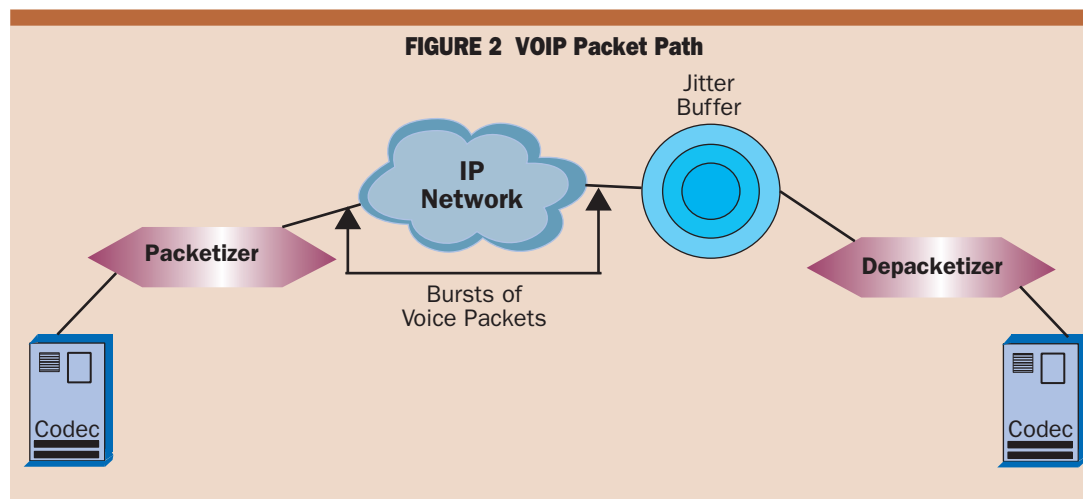 FIGURE 2 VOIP Packet Path
Jitter
Buffer
IP
Network
Packetizer
Depacketizer
Bursts of
Voice Packets
Codec
Codec